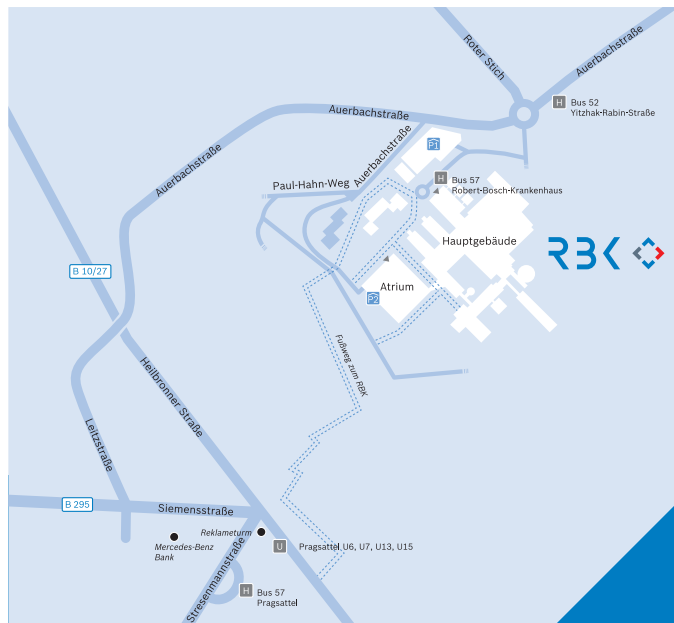 Roter Stich
Auerbachstraße
Auerbachstraße
H
Bus 52
Yitzhak-Rabin-Straße
Auerbachstraße
Auerbachstraße
P1
Paul-Hahn-Weg
H
Bus 57
Robert-Bosch-Krankenhaus
Hauptgebäude
RBK
B 10/27
Atrium
P2
Fußweg zum RBK
Heilbronner Straße
Leitzstraße
B 295
Siemensstraße
Reklameturm
Mercedes-Benz
Bank
U
Pragsattel U6, U7, U13, U15
Stresemannstraße
H
Bus 57
Pragsattel